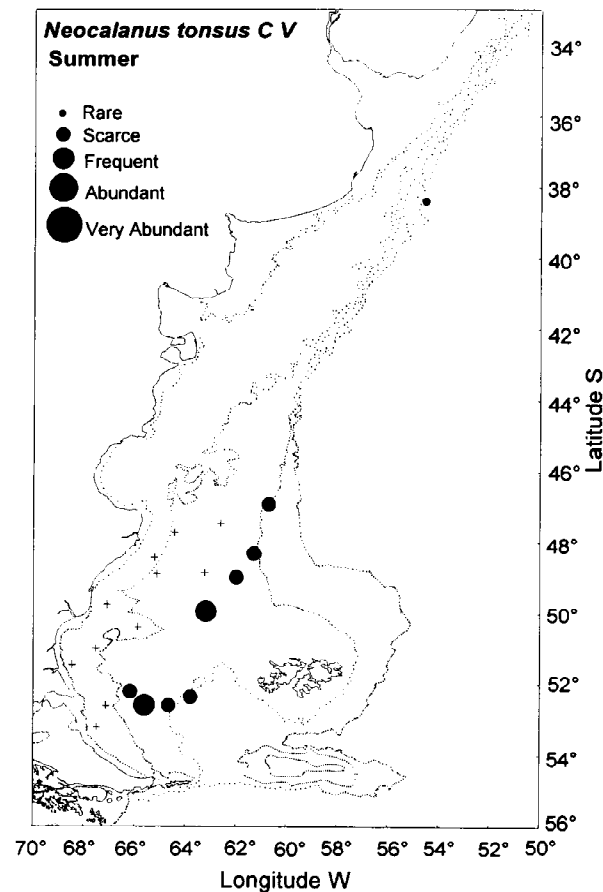 Neocalanus tonsus C V
Summer
Rare
Scarce
Frequent
Abundant
Very Abundant
34°
36°
38°
40°
42°
44°
46°
48°
50°
52°
54°
56°
Latitude S
70° 68° 66° 64° 62° 60° 58° 56° 54° 52° 50°
Longitude W